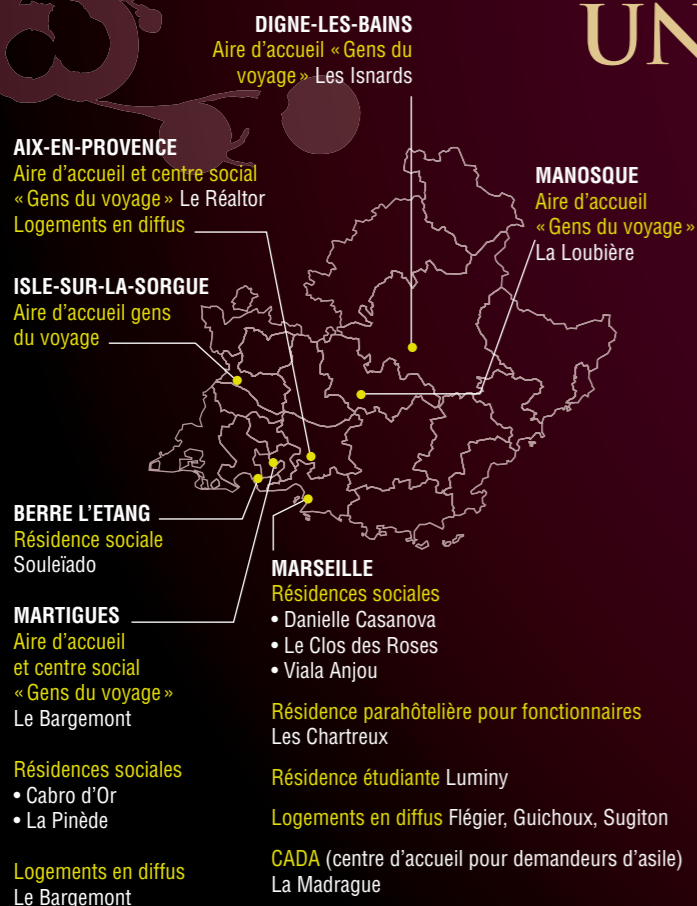 UN
DIGNE-LES-BAINS
Aire d'accueil « Gens du
voyage » Les Isnards
AIX-EN-PROVENCE
Aire d'accueil et centre social
« Gens du voyage » Le Réaltor
Logements en diffus
MANOSQUE
Aire d'accueil
« Gens du voyage »
La Loubière
ISLE-SUR-LA-SORGUE
Aire d'accueil gens
du voyage
BERRE L'ETANG
Résidence sociale
Souleïado
MARTIGUES
Aire d'accueil
et centre social
« Gens du voyage »
Le Bargemont
Résidences sociales
• Cabro d'Or
• La Pinède
Logements en diffus
Le Bargemont
MARSEILLE
Résidences sociales
• Danielle Casanova
• Le Clos des Roses
• Viala Anjou
Résidence parahôtelière pour fonctionnaires
Les Chartreux
Résidence étudiante Luminy
Logements en diffus Flégier, Guichoux, Sugiton
CADA (centre d'accueil pour demandeurs d'asile)
La Madrague